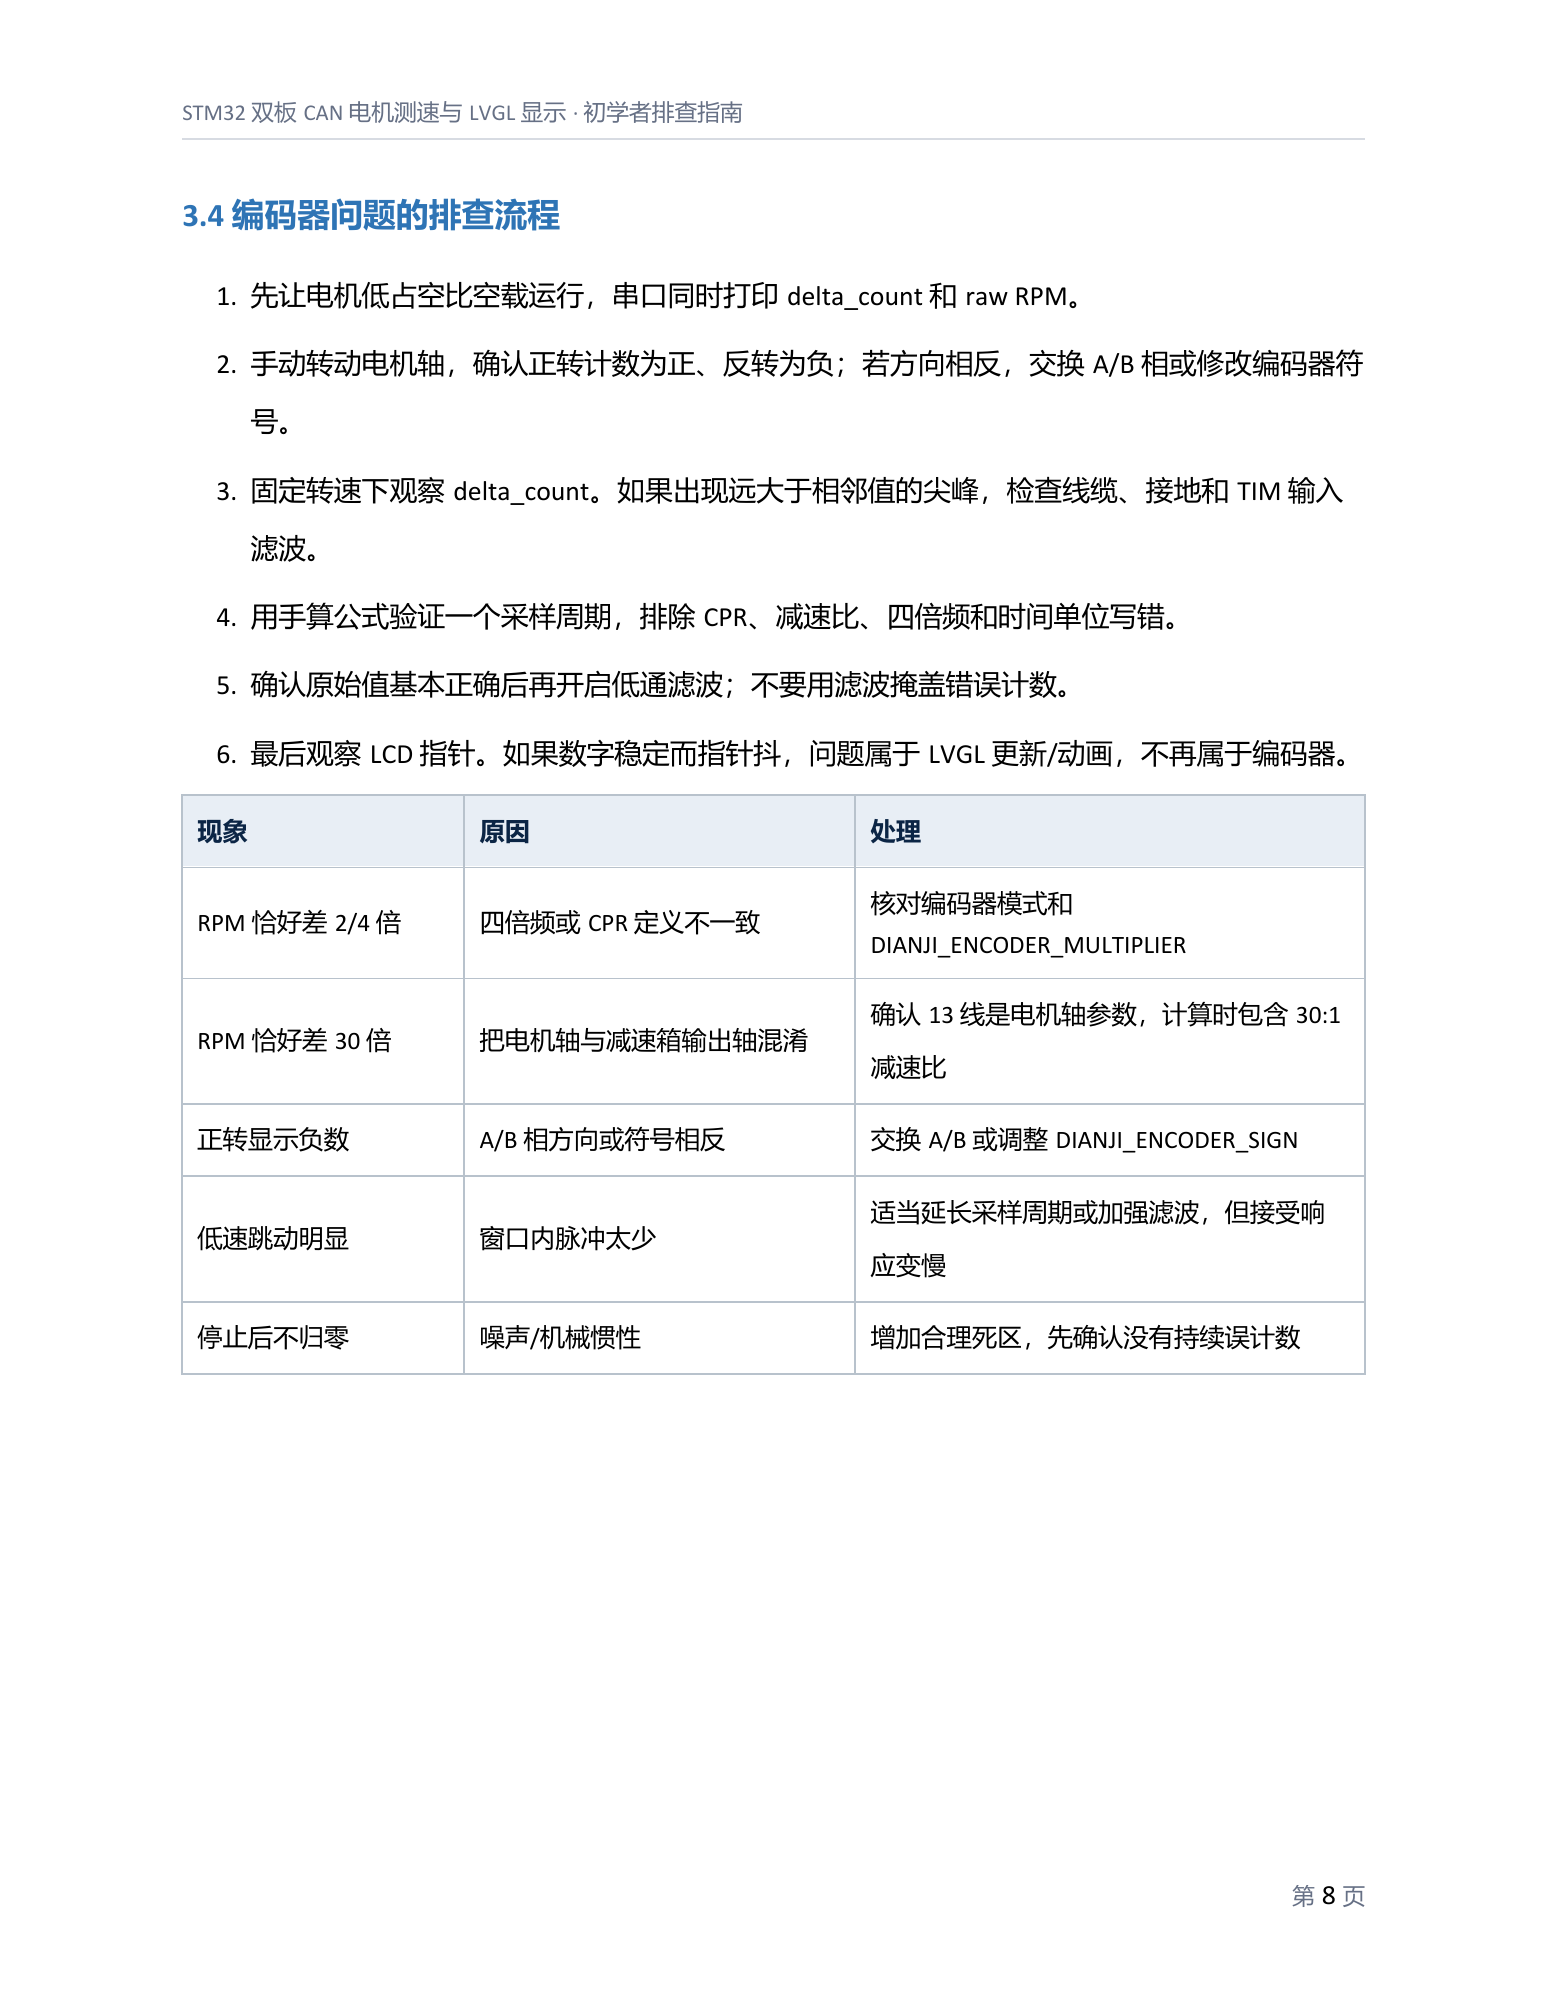 STM32 双板 CAN 电机测速与 LVGL 显示 · 初学者排查指南
3.4 编码器问题的排查流程
1. 先让电机低占空比空载运行，串口同时打印 delta_count 和 raw RPM。
2. 手动转动电机轴，确认正转计数为正、反转为负；若方向相反，交换 A/B 相或修改编码器符
号。
3. 固定转速下观察 delta_count。如果出现远大于相邻值的尖峰，检查线缆、接地和 TIM 输入
滤波。
4. 用手算公式验证一个采样周期，排除 CPR、减速比、四倍频和时间单位写错。
5. 确认原始值基本正确后再开启低通滤波；不要用滤波掩盖错误计数。
6. 最后观察 LCD 指针。如果数字稳定而指针抖，问题属于 LVGL 更新/动画，不再属于编码器。
现象 原因 处理
RPM 恰好差 2/4 倍 四倍频或 CPR 定义不一致 核对编码器模式和
DIANJI_ENCODER_MULTIPLIER
RPM 恰好差 30 倍 把电机轴与减速箱输出轴混淆 确认 13 线是电机轴参数，计算时包含 30:1
减速比
正转显示负数 A/B 相方向或符号相反 交换 A/B 或调整 DIANJI_ENCODER_SIGN
低速跳动明显 窗口内脉冲太少 适当延长采样周期或加强滤波，但接受响
应变慢
停止后不归零 噪声/机械惯性 增加合理死区，先确认没有持续误计数
第 8 页